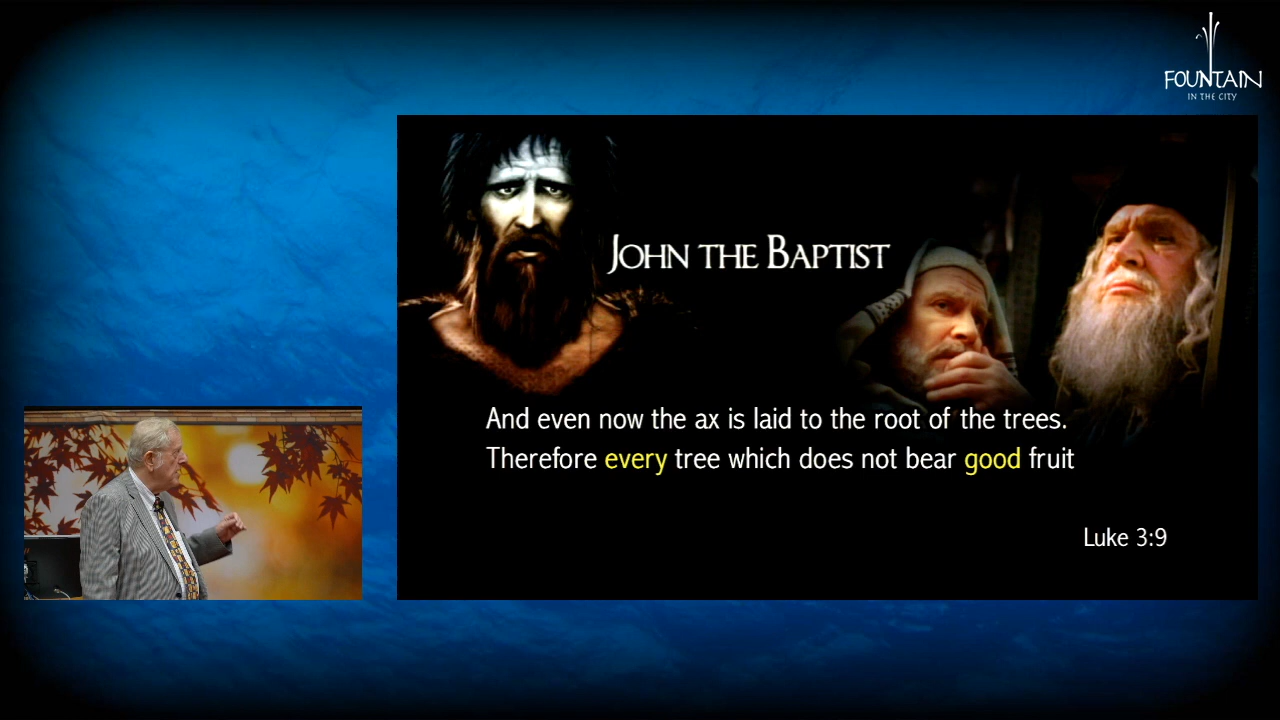 FOUNTAIN
IN THE CITY
JOHN THE BAPTIST
And even now the ax is laid to the root of the trees.
Therefore every tree which does not bear good fruit
Luke 3:9